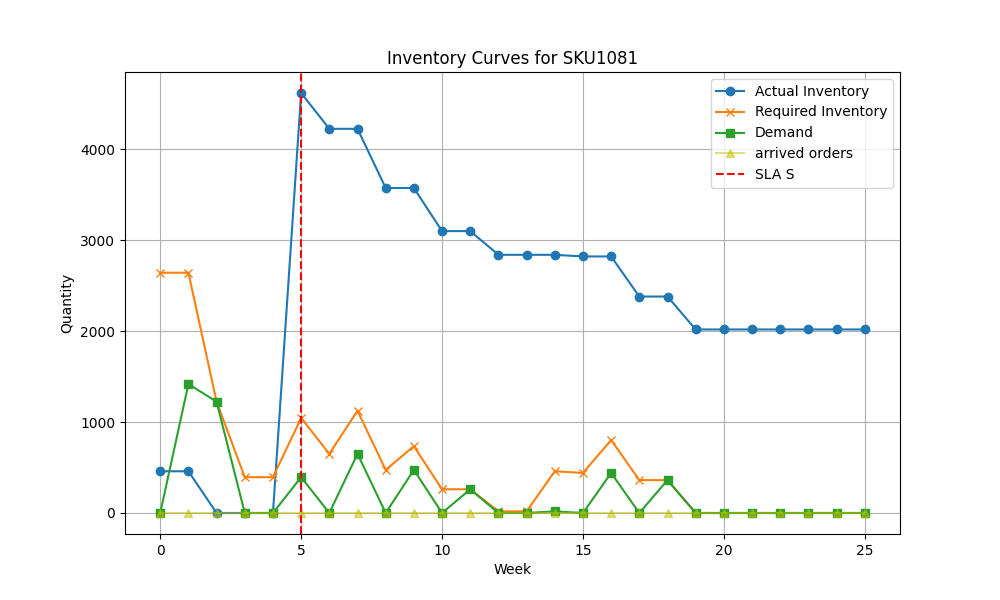 Inventory Curves for SKU1081
Actual Inventory
Required Inventory
Demand
arrived orders
SLA S
Quantity
4000
3000
2000
1000
0
0 5 10 15 20 25
Week